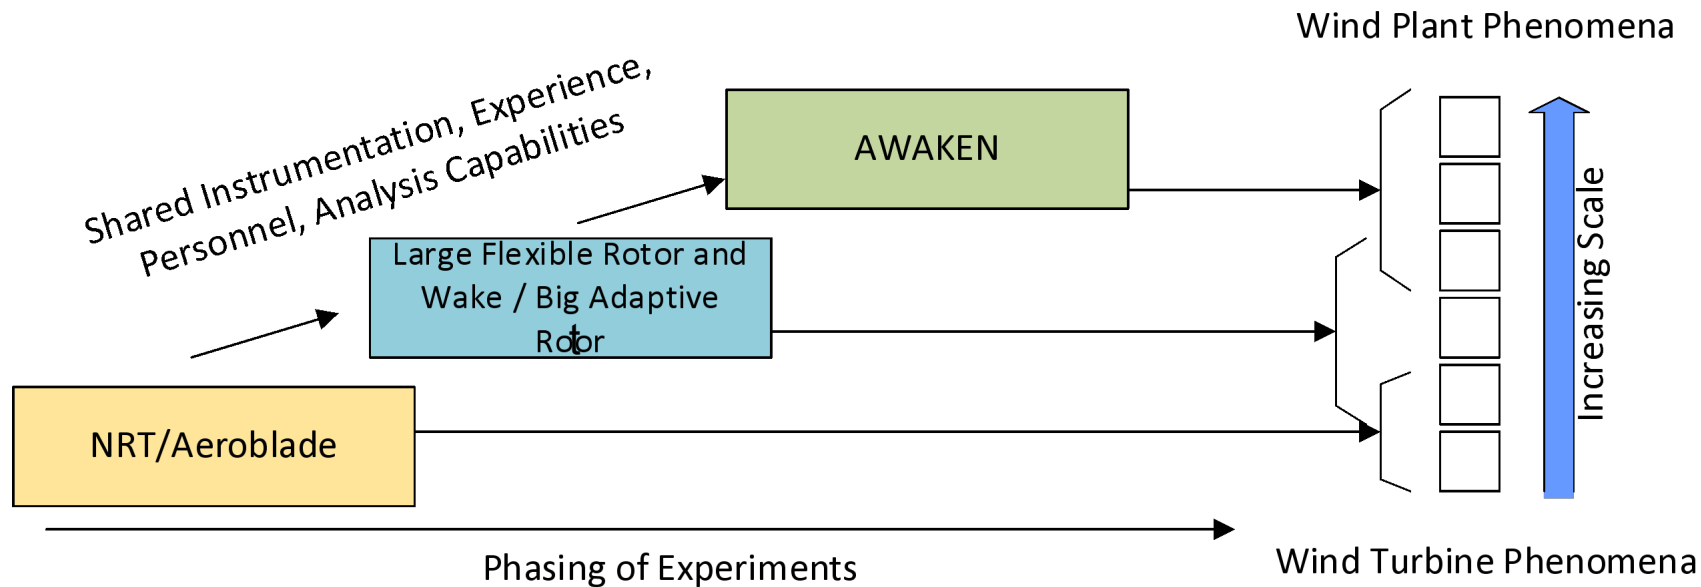 Wind Plant Phenomena
Shared Instrumentation, Experience,
Personnel, Analysis Capabilities
AWAKEN
Large Flexible Rotor and
Wake / Big Adaptive
Rotor
NRT/Aeroblade
Increasing Scale
Phasing of Experiments
Wind Turbine Phenomena